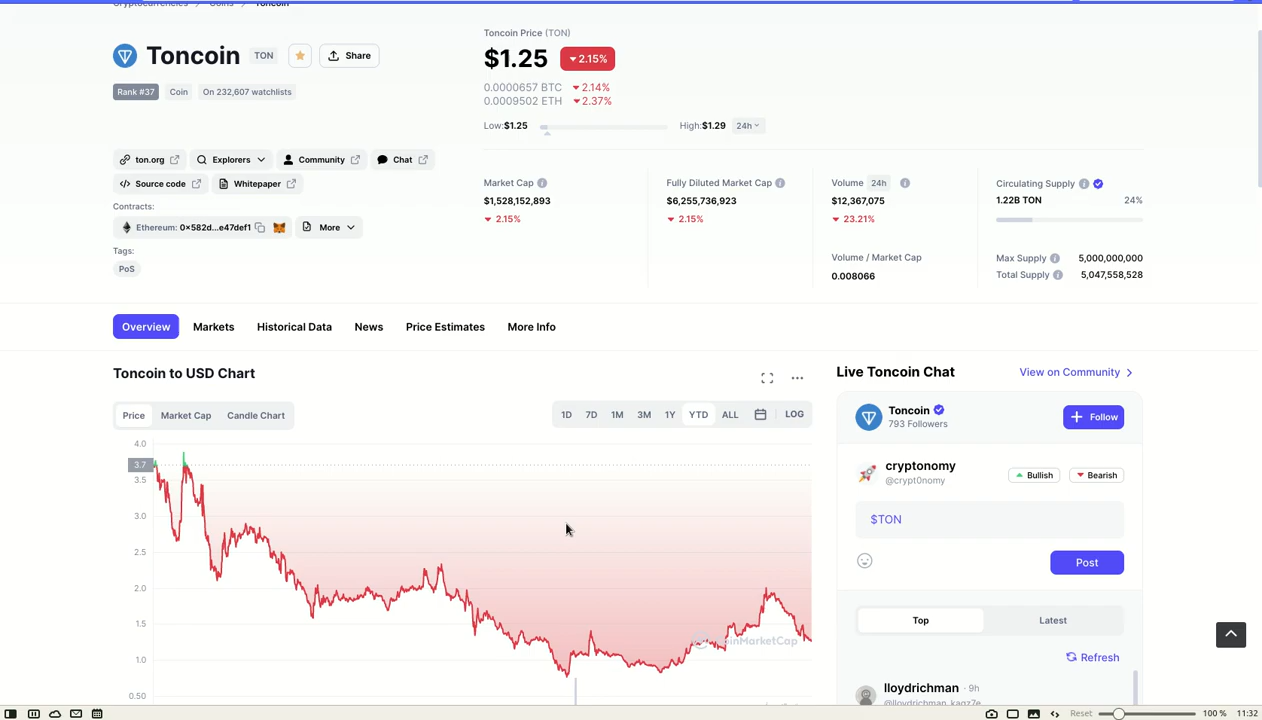 Cryptocurrencies > Coins > Toncoin
Toncoin TON Share
Rank #37 Coin On 232,607 watchlists
ton.org Explorers Community Chat
Source code Whitepaper
Contracts:
Ethereum: 0x582d...e47def1 More
Tags:
PoS
Toncoin Price (TON)
$1.25 2.15%
0.0000657 BTC 2.14%
0.0009502 ETH 2.37%
Low:$1.25 High:$1.29 24h
Market Cap
$1,528,152,893
2.15%
Fully Diluted Market Cap
$6,255,736,923
2.15%
Volume 24h
$12,367,075
23.21%
Volume / Market Cap
0.008066
Circulating Supply
1.22B TON 24%
Max Supply 5,000,000,000
Total Supply 5,047,558,528
Overview Markets Historical Data News Price Estimates More Info
Toncoin to USD Chart
Price Market Cap Candle Chart 1D 7D 1M 3M 1Y YTD ALL LOG
4.0
3.7
3.5
3.0
2.5
2.0
1.5
1.0
0.50
CoinMarketCap
Live Toncoin Chat View on Community >
Toncoin
793 Followers
+ Follow
cryptonomy
@crypt0nomy
Bullish Bearish
$TON
Post
Top Latest
Refresh
lloydrichman · 9h
@lloydrichman_kagz7e
Reset 100 % 11:32